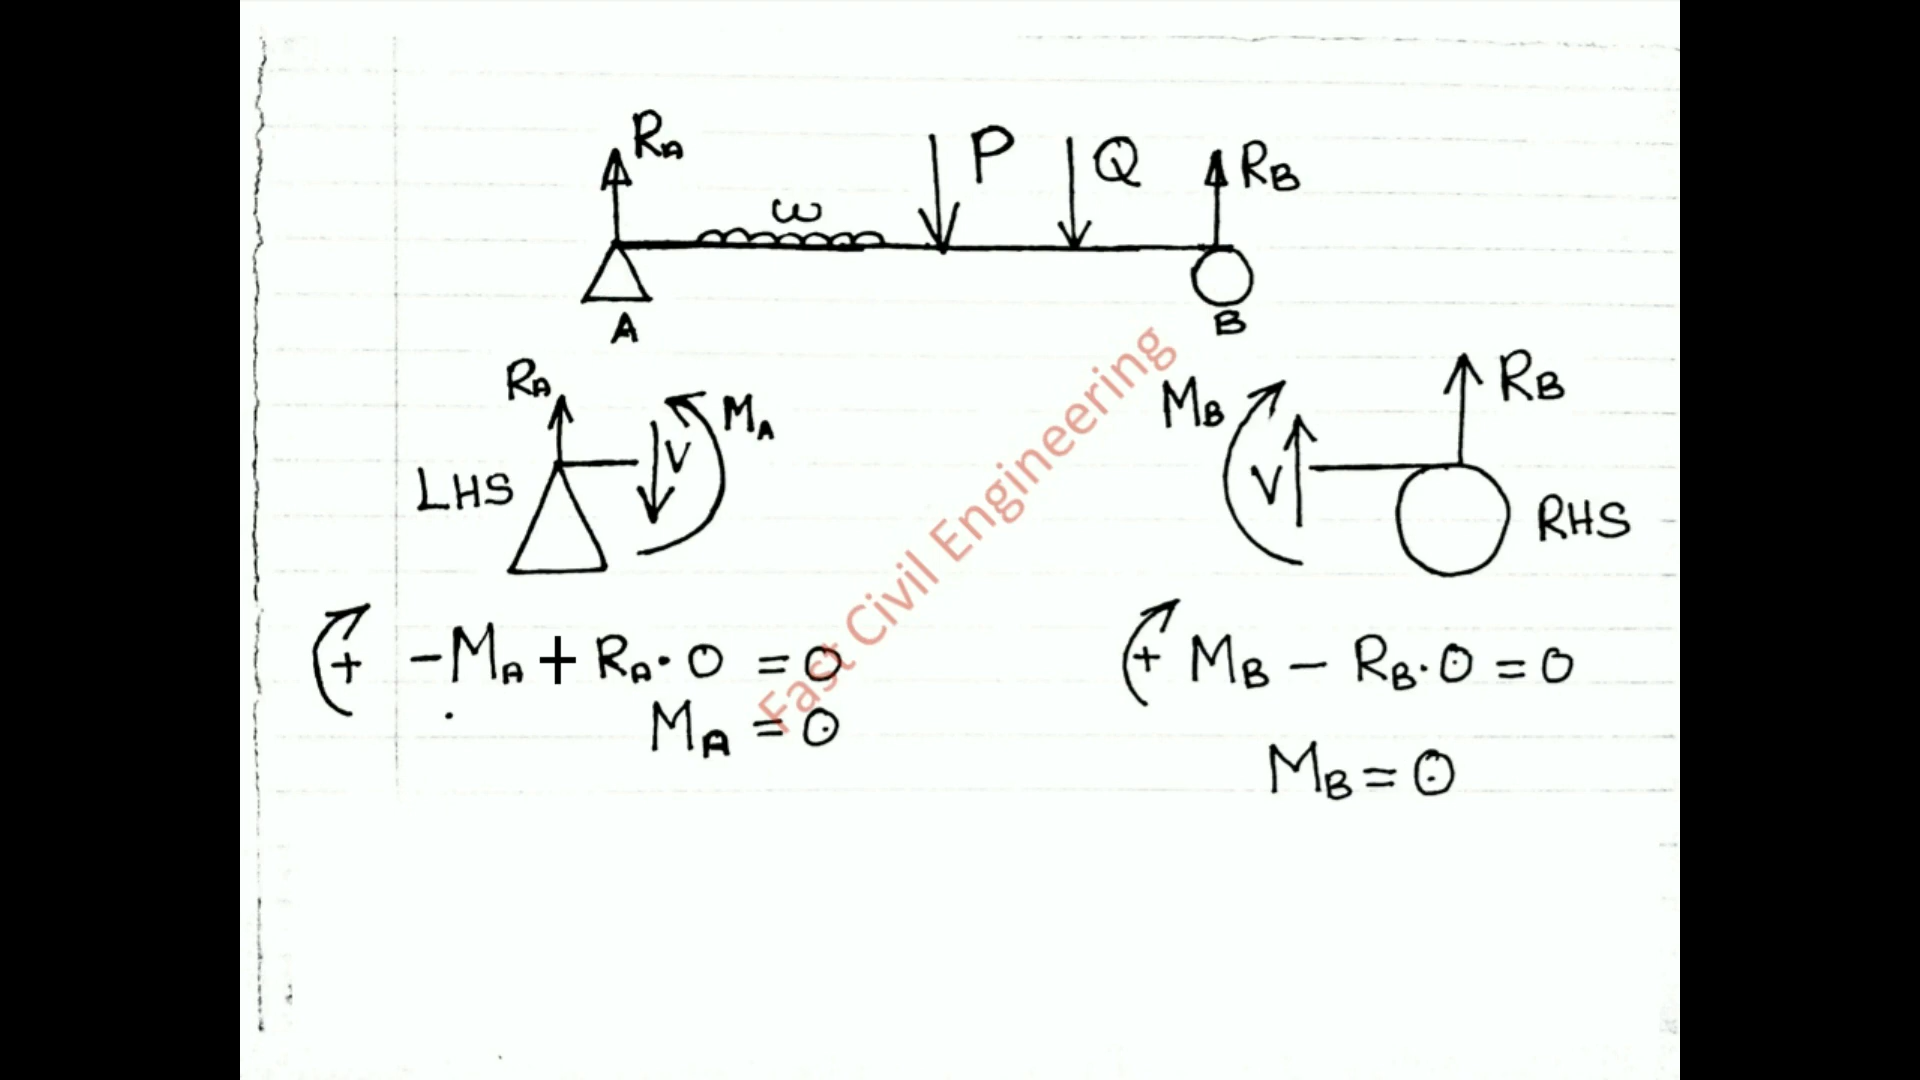 R_A P Q R_B
ω
A B
R_A M_A M_B R_B
LHS V V RHS
+ -M_A + R_A · 0 = 0 + M_B - R_B · 0 = 0
M_A = 0
M_B = 0
Fast Civil Engineering